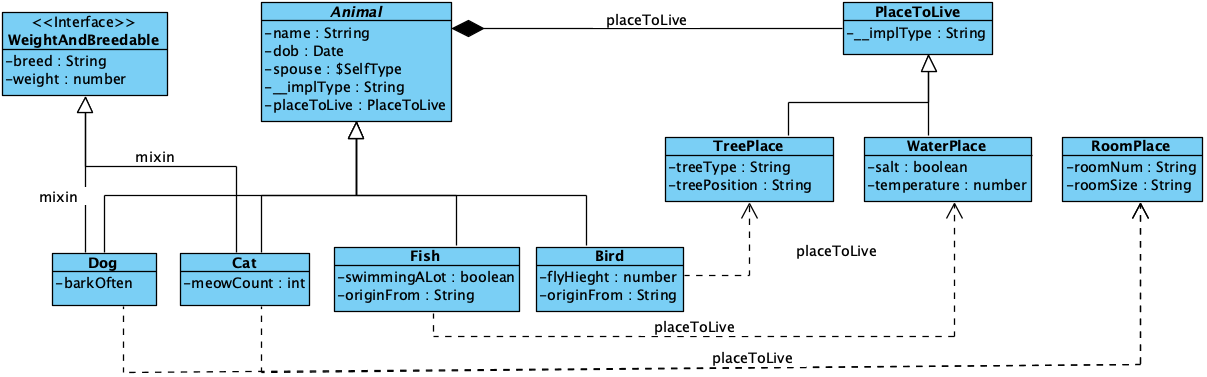 <<Interface>>
WeightAndBreedable
-breed : String
-weight : number
Animal
-name : Strring
-dob : Date
-spouse : $SelfType
-__implType : String
-placeToLive : PlaceToLive
placeToLive
PlaceToLive
-__implType : String
mixin
mixin
TreePlace
-treeType : String
-treePosition : String
WaterPlace
-salt : boolean
-temperature : number
RoomPlace
-roomNum : String
-roomSize : String
Dog
-barkOften
Cat
-meowCount : int
Fish
-swimmingALot : boolean
-originFrom : String
Bird
-flyHieght : number
-originFrom : String
placeToLive
placeToLive
placeToLive